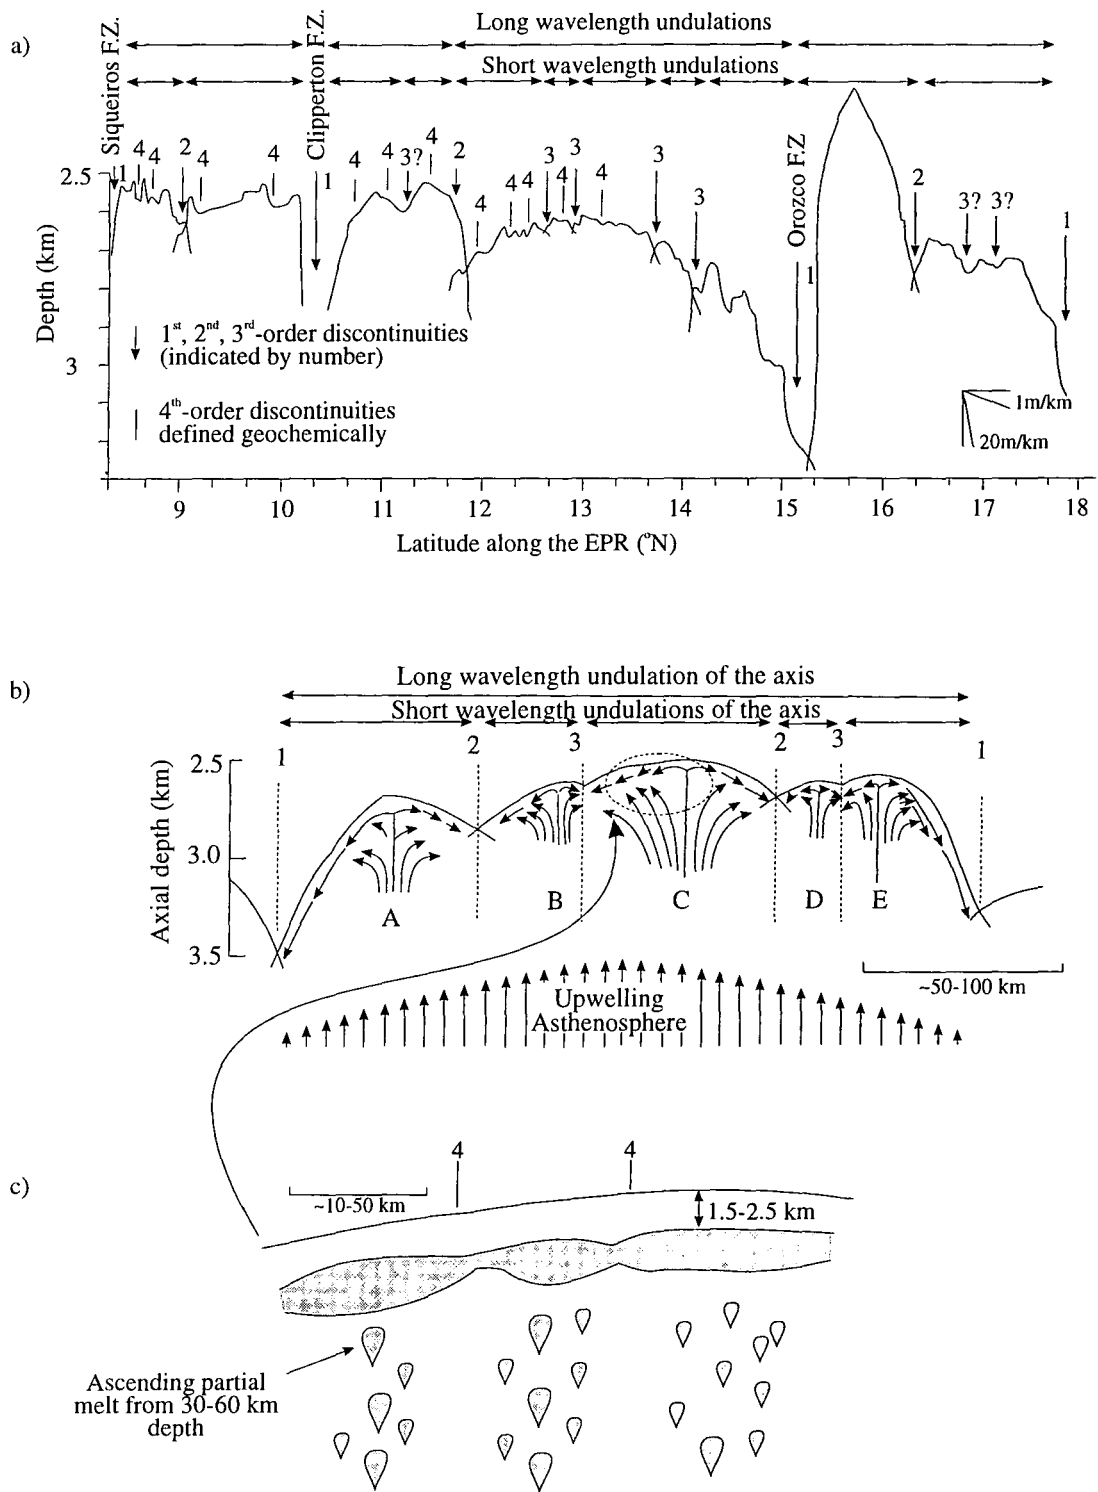 a)
Siqueiros F.Z.
Clipperton F.Z.
Long wavelength undulations
Short wavelength undulations
Orozco F.Z
1 4 4 2 4 4 1 4 4 3? 4 2 4 4 4 3 4 3 4 3 3 1 2 3? 3? 1
2.5
3
Depth (km)
1st, 2nd, 3rd-order discontinuities
(indicated by number)
4th-order discontinuities
defined geochemically
1m/km
20m/km
9 10 11 12 13 14 15 16 17 18
Latitude along the EPR (°N)
b)
Long wavelength undulation of the axis
Short wavelength undulations of the axis
1 2 3 2 3 1
2.5
3.0
3.5
Axial depth (km)
A B C D E
~50-100 km
Upwelling
Asthenosphere
c)
4 4
~10-50 km
1.5-2.5 km
Ascending partial
melt from 30-60 km
depth